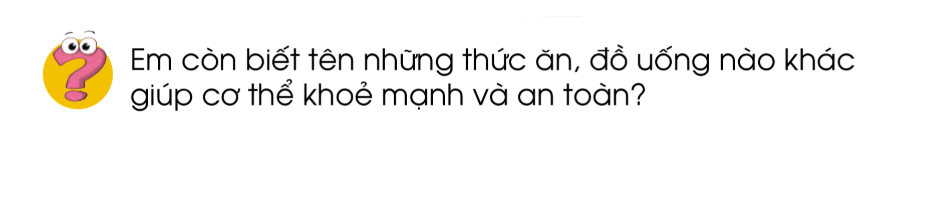 Em còn biết tên những thức ăn, đồ uống nào khác
giúp cơ thể khoẻ mạnh và an toàn?